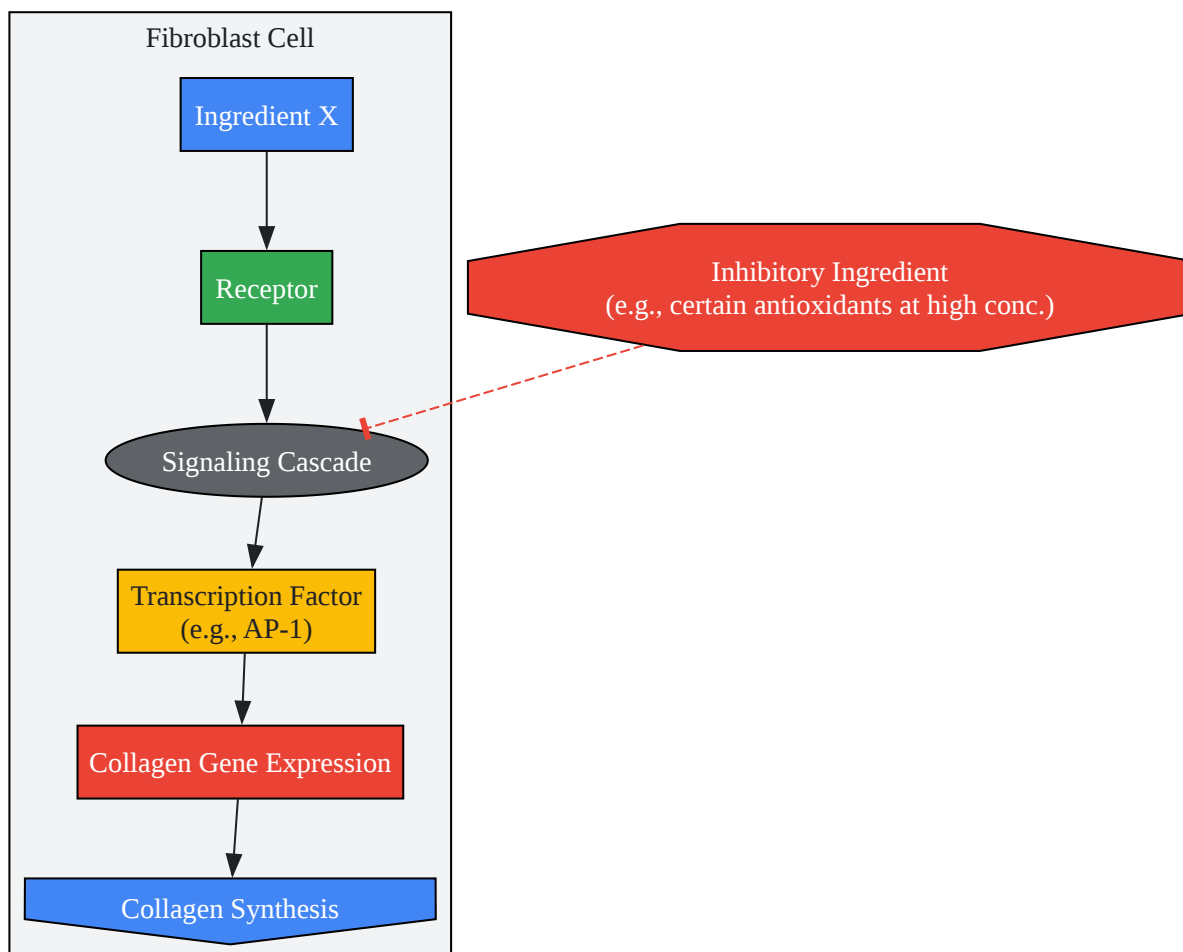 Fibroblast Cell
Ingredient X
Receptor
Inhibitory Ingredient
(e.g., certain antioxidants at high conc.)
Signaling Cascade
Transcription Factor
(e.g., AP-1)
Collagen Gene Expression
Collagen Synthesis